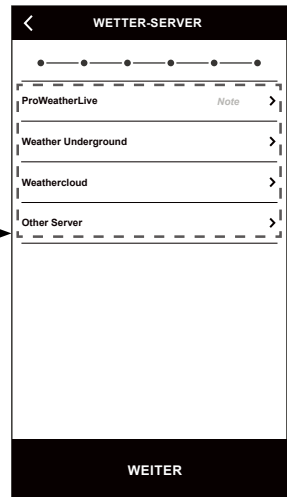 WETTER-SERVER
ProWeatherLive Note
Weather Underground
Weathercloud
Other Server
WEITER